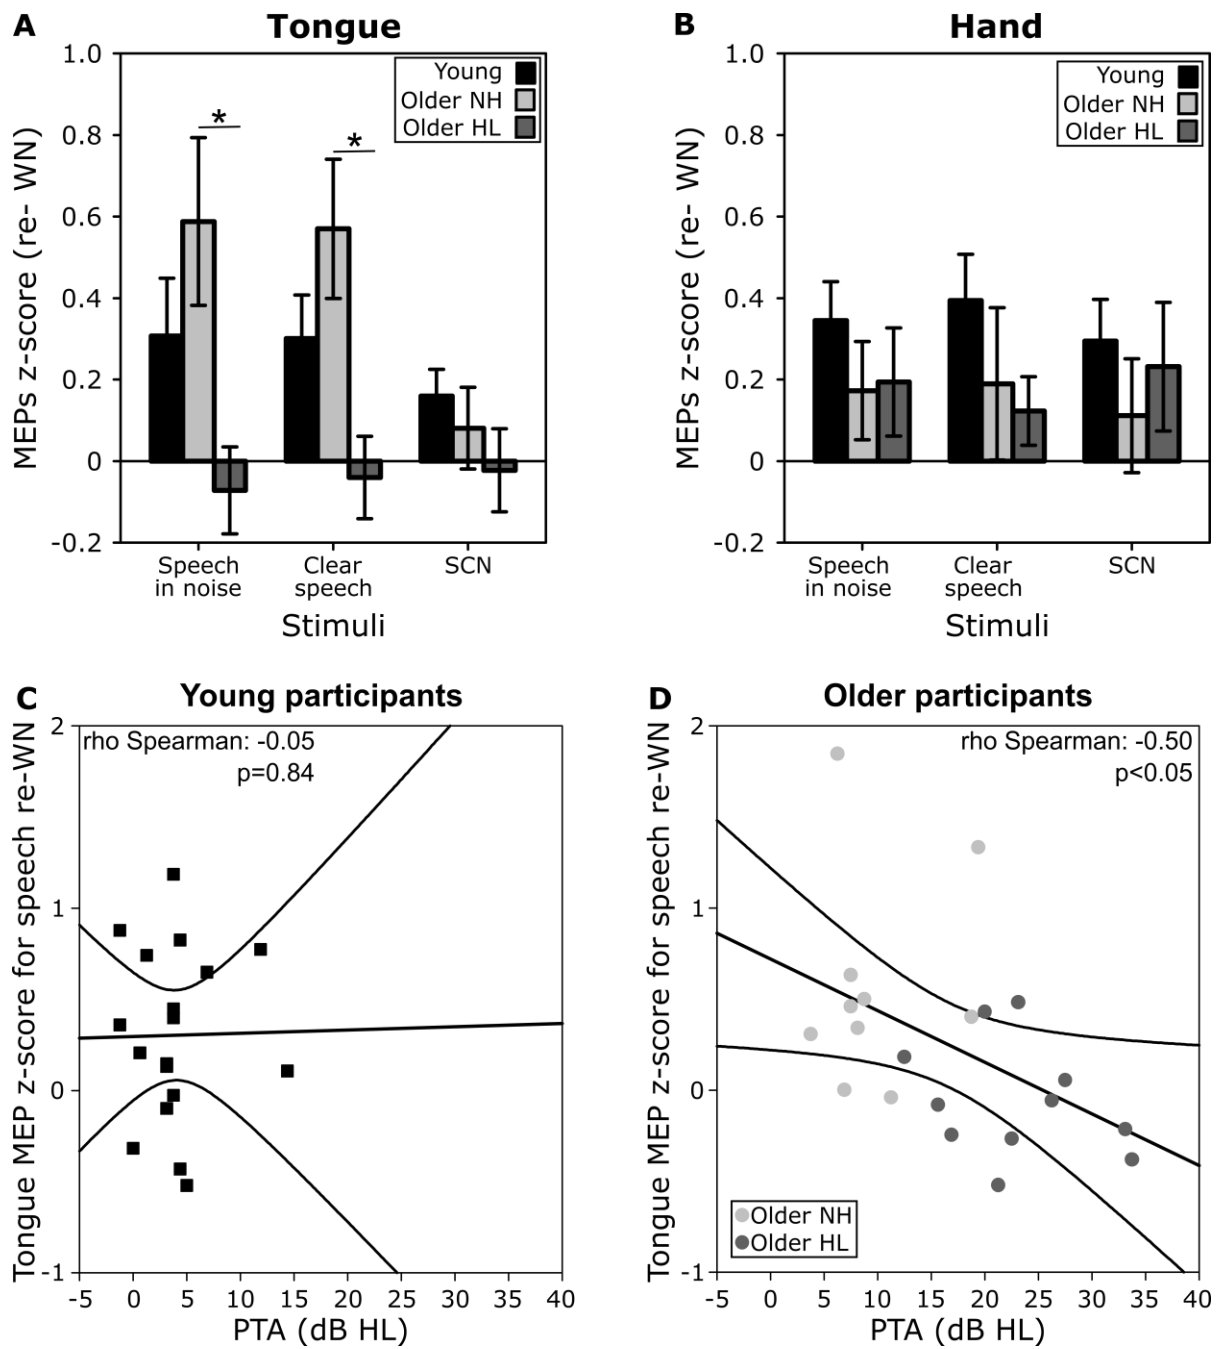 A Tongue
MEPs z-score (re- WN)
1.0
0.8
0.6
0.4
0.2
0
-0.2
Young
Older NH
Older HL
*
*
Speech
in noise
Clear
speech
SCN
Stimuli
B Hand
MEPs z-score (re- WN)
1.0
0.8
0.6
0.4
0.2
0
-0.2
Young
Older NH
Older HL
Speech
in noise
Clear
speech
SCN
Stimuli
C Young participants
Tongue MEP z-score for speech re-WN
2
1
0
-1
rho Spearman: -0.05
p=0.84
-5 0 5 10 15 20 25 30 35 40
PTA (dB HL)
D Older participants
Tongue MEP z-score for speech re-WN
2
1
0
-1
rho Spearman: -0.50
p<0.05
Older NH
Older HL
-5 0 5 10 15 20 25 30 35 40
PTA (dB HL)